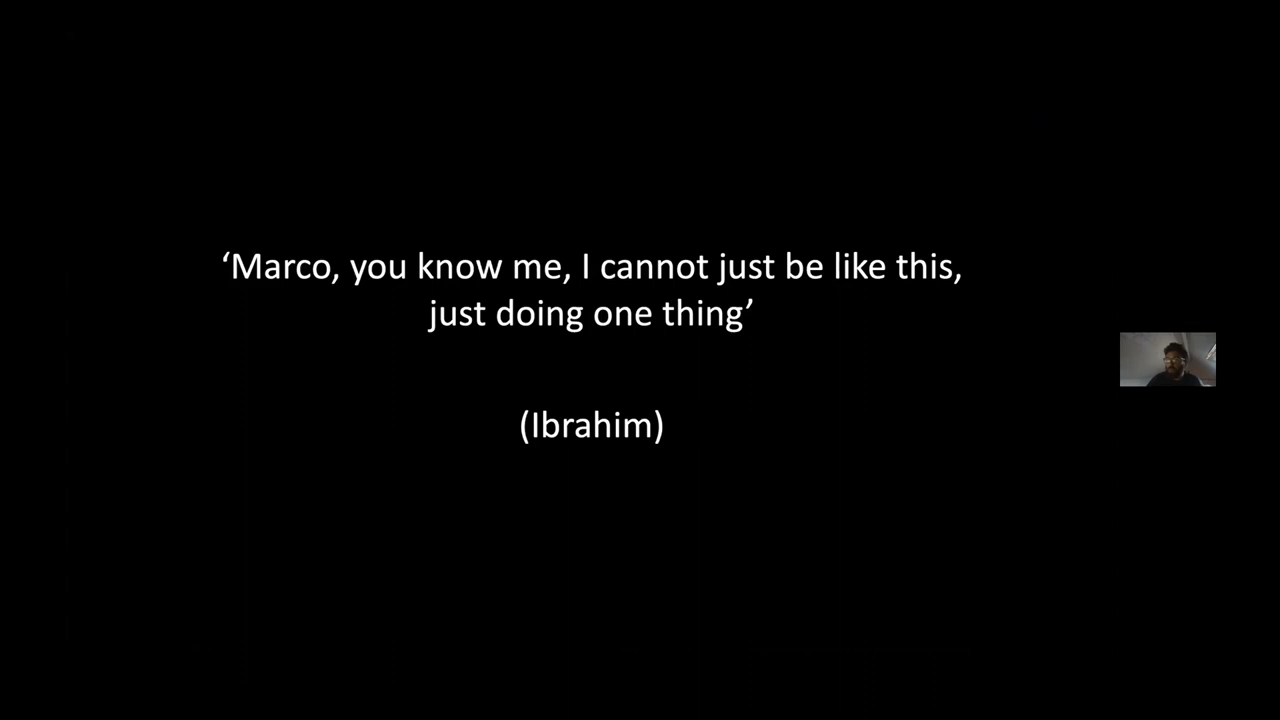 ‘Marco, you know me, I cannot just be like this,
just doing one thing’
(Ibrahim)